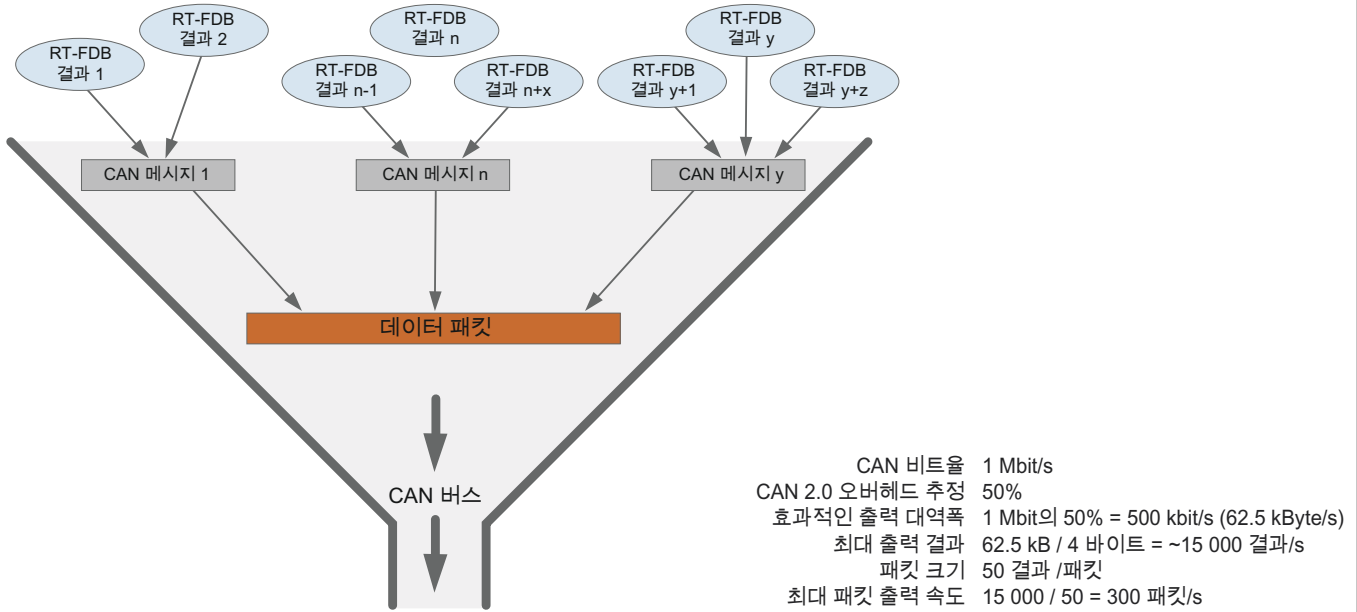 RT-FDB
결과 1
RT-FDB
결과 2
RT-FDB
결과 n-1
RT-FDB
결과 n
RT-FDB
결과 n+x
RT-FDB
결과 y+1
RT-FDB
결과 y
RT-FDB
결과 y+z
CAN 메시지 1
CAN 메시지 n
CAN 메시지 y
데이터 패킷
CAN 버스
CAN 비트율 1 Mbit/s
CAN 2.0 오버헤드 추정 50%
효과적인 출력 대역폭 1 Mbit의 50% = 500 kbit/s (62.5 kByte/s)
최대 출력 결과 62.5 kB / 4 바이트 = ~15 000 결과/s
패킷 크기 50 결과 /패킷
최대 패킷 출력 속도 15 000 / 50 = 300 패킷/s